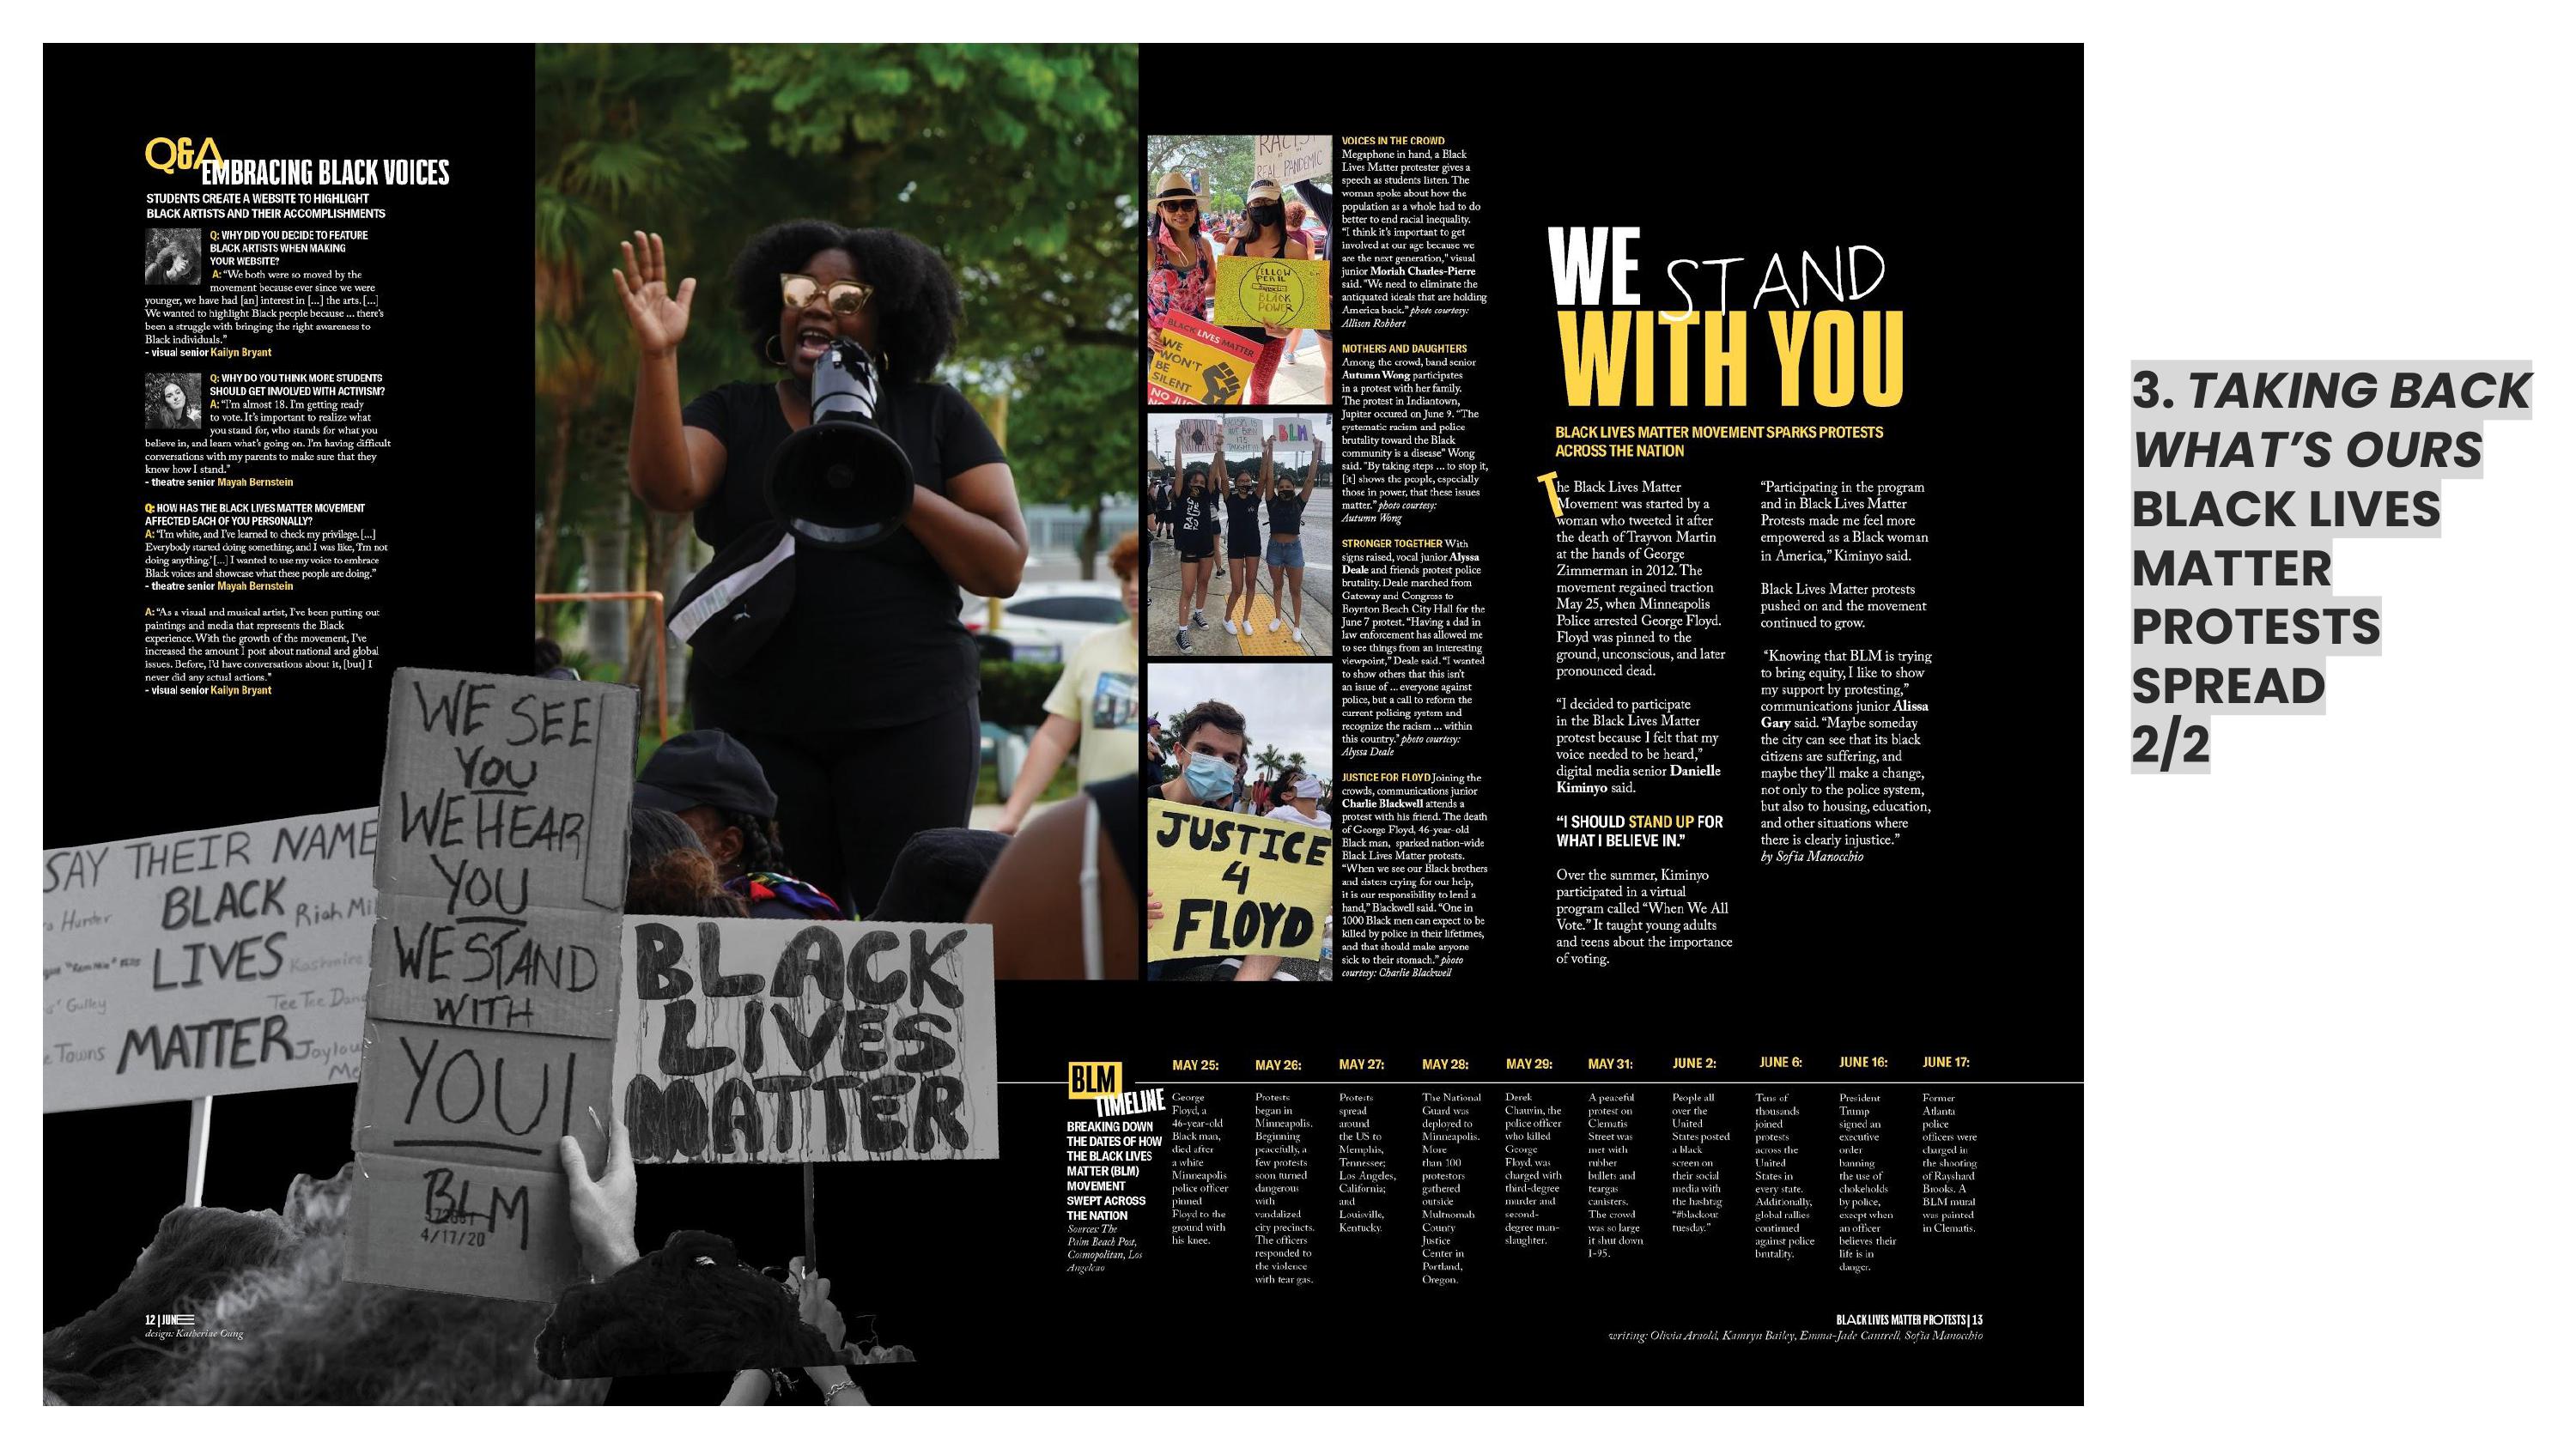 Q&A
EMBRACING BLACK VOICES
STUDENTS CREATE A WEBSITE TO HIGHLIGHT
BLACK ARTISTS AND THEIR ACCOMPLISHMENTS
Q: WHY DID YOU DECIDE TO FEATURE
BLACK ARTISTS WHEN MAKING
YOUR WEBSITE?
A: “We both were so moved by the
movement because ever since we were
younger, we have had [an] interest in [...] the arts. [...]
We wanted to highlight Black people because ... there’s
been a struggle with bringing the right awareness to
Black individuals.”
- visual senior Kailyn Bryant
Q: WHY DO YOU THINK MORE STUDENTS
SHOULD GET INVOLVED WITH ACTIVISM?
A: “I’m almost 18. I’m getting ready
to vote. It’s important to realize what
you stand for, who stands for what you
believe in, and learn what’s going on. I’m having difficult
conversations with my parents to make sure that they
know how I stand.”
- theatre senior Mayah Bernstein
Q: HOW HAS THE BLACK LIVES MATTER MOVEMENT
AFFECTED EACH OF YOU PERSONALLY?
A: “I’m white, and I’ve learned to check my privilege. [...]
Everybody started doing something, and I was like, ‘I’m not
doing anything.’ [...] I wanted to use my voice to embrace
Black voices and showcase what these people are doing.”
- theatre senior Mayah Bernstein
A: “As a visual and musical artist, I’ve been putting out
paintings and media that represents the Black
experience. With the growth of the movement, I’ve
increased the amount I post about national and global
issues. Before, I’d have conversations about it, [but] I
never did any actual actions.”
- visual senior Kailyn Bryant
SAY THEIR NAME
BLACK
LIVES
MATTER
Hunter
Riah Mil
Kashmire
Gulley
Tee Tee Dang
Towns
Jaylow
Me
WE SEE
YOU
WE HEAR
YOU
WE STAND
WITH
YOU
BLM
4/17/20
BLACK
LIVES
MATTER
12 | JUNE
design: Katherine Oung
RACISM
REAL PANDEMIC
YELLOW
PERIL
BLACK
POWER
BLACK LIVES MATTER
WE
WON’T
BE
SILENT
BLM
JUSTICE
4
FLOYD
VOICES IN THE CROWD
Megaphone in hand, a Black
Lives Matter protester gives a
speech as students listen. The
woman spoke about how the
population as a whole had to do
better to end racial inequality.
“I think it’s important to get
involved at our age because we
are the next generation,” visual
junior Moriah Charles-Pierre
said. “We need to eliminate the
antiquated ideals that are holding
America back.” photo courtesy:
Allison Robbert
MOTHERS AND DAUGHTERS
Among the crowd, band senior
Autumn Wong participates
in a protest with her family.
The protest in Indiantown,
Jupiter occured on June 9. “The
systematic racism and police
brutality toward the Black
community is a disease” Wong
said. “By taking steps ... to stop it,
[it] shows the people, especially
those in power, that these issues
matter.” photo courtesy:
Autumn Wong
STRONGER TOGETHER With
signs raised, vocal junior Alyssa
Deale and friends protest police
brutality. Deale marched from
Gateway and Congress to
Boynton Beach City Hall for the
June 7 protest. “Having a dad in
law enforcement has allowed me
to see things from an interesting
viewpoint,” Deale said. “I wanted
to show others that this isn’t
an issue of ... everyone against
police, but a call to reform the
current policing system and
recognize the racism ... within
this country.” photo courtesy:
Alyssa Deale
JUSTICE FOR FLOYD Joining the
crowds, communications junior
Charlie Blackwell attends a
protest with his friend. The death
of George Floyd, 46-year-old
Black man, sparked nation-wide
Black Lives Matter protests.
“When we see our Black brothers
and sisters crying for our help,
it is our responsibility to lend a
hand,” Blackwell said. “One in
1000 Black men can expect to be
killed by police in their lifetimes,
and that should make anyone
sick to their stomach.” photo
courtesy: Charlie Blackwell
WE STAND
WITH YOU
BLACK LIVES MATTER MOVEMENT SPARKS PROTESTS
ACROSS THE NATION
The Black Lives Matter
Movement was started by a
woman who tweeted it after
the death of Trayvon Martin
at the hands of George
Zimmerman in 2012. The
movement regained traction
May 25, when Minneapolis
Police arrested George Floyd.
Floyd was pinned to the
ground, unconscious, and later
pronounced dead.
“I decided to participate
in the Black Lives Matter
protest because I felt that my
voice needed to be heard,”
digital media senior Danielle
Kiminyo said.
“I SHOULD STAND UP FOR
WHAT I BELIEVE IN.”
Over the summer, Kiminyo
participated in a virtual
program called “When We All
Vote.” It taught young adults
and teens about the importance
of voting.
“Participating in the program
and in Black Lives Matter
Protests made me feel more
empowered as a Black woman
in America,” Kiminyo said.
Black Lives Matter protests
pushed on and the movement
continued to grow.
“Knowing that BLM is trying
to bring equity, I like to show
my support by protesting,”
communications junior Alissa
Gary said. “Maybe someday
the city can see that its black
citizens are suffering, and
maybe they’ll make a change,
not only to the police system,
but also to housing, education,
and other situations where
there is clearly injustice.”
by Sofia Manocchio
BLM
TIMELINE
BREAKING DOWN
THE DATES OF HOW
THE BLACK LIVES
MATTER (BLM)
MOVEMENT
SWEPT ACROSS
THE NATION
Sources: The
Palm Beach Post,
Cosmopolitan, Los
Angelcao
MAY 25:
George
Floyd, a
46-year-old
Black man,
died after
a white
Minneapolis
police officer
pinned
Floyd to the
ground with
his knee.
MAY 26:
Protests
began in
Minneapolis.
Beginning
peacefully, a
few protests
soon turned
dangerous
with
vandalized
city precincts.
The officers
responded to
the violence
with tear gas.
MAY 27:
Protests
spread
around
the US to
Memphis,
Tennessee;
Los Angeles,
California;
and
Louisville,
Kentucky.
MAY 28:
The National
Guard was
deployed to
Minneapolis.
More
than 100
protestors
gathered
outside
Multnomah
County
Justice
Center in
Portland,
Oregon.
MAY 29:
Derek
Chauvin, the
police officer
who killed
George
Floyd, was
charged with
third-degree
murder and
second-
degree man-
slaughter.
MAY 31:
A peaceful
protest on
Clematis
Street was
met with
rubber
bullets and
teargas
canisters.
The crowd
was so large
it shut down
I-95.
JUNE 2:
People all
over the
United
States posted
a black
screen on
their social
media with
the hashtag
“#blackout
tuesday.”
JUNE 6:
Tens of
thousands
joined
protests
across the
United
States in
every state.
Additionally,
global rallies
continued
against police
brutality.
JUNE 16:
President
Trump
signed an
executive
order
banning
the use of
chokeholds
by police,
except when
an officer
believes their
life is in
danger.
JUNE 17:
Former
Atlanta
police
officers were
charged in
the shooting
of Rayshard
Brooks. A
BLM mural
was painted
in Clematis.
BLACK LIVES MATTER PROTESTS | 13
writing: Olivia Arnold, Kamryn Bailey, Emma-Jade Cantrell, Sofia Manocchio
3. TAKING BACK
WHAT’S OURS
BLACK LIVES
MATTER
PROTESTS
SPREAD
2/2